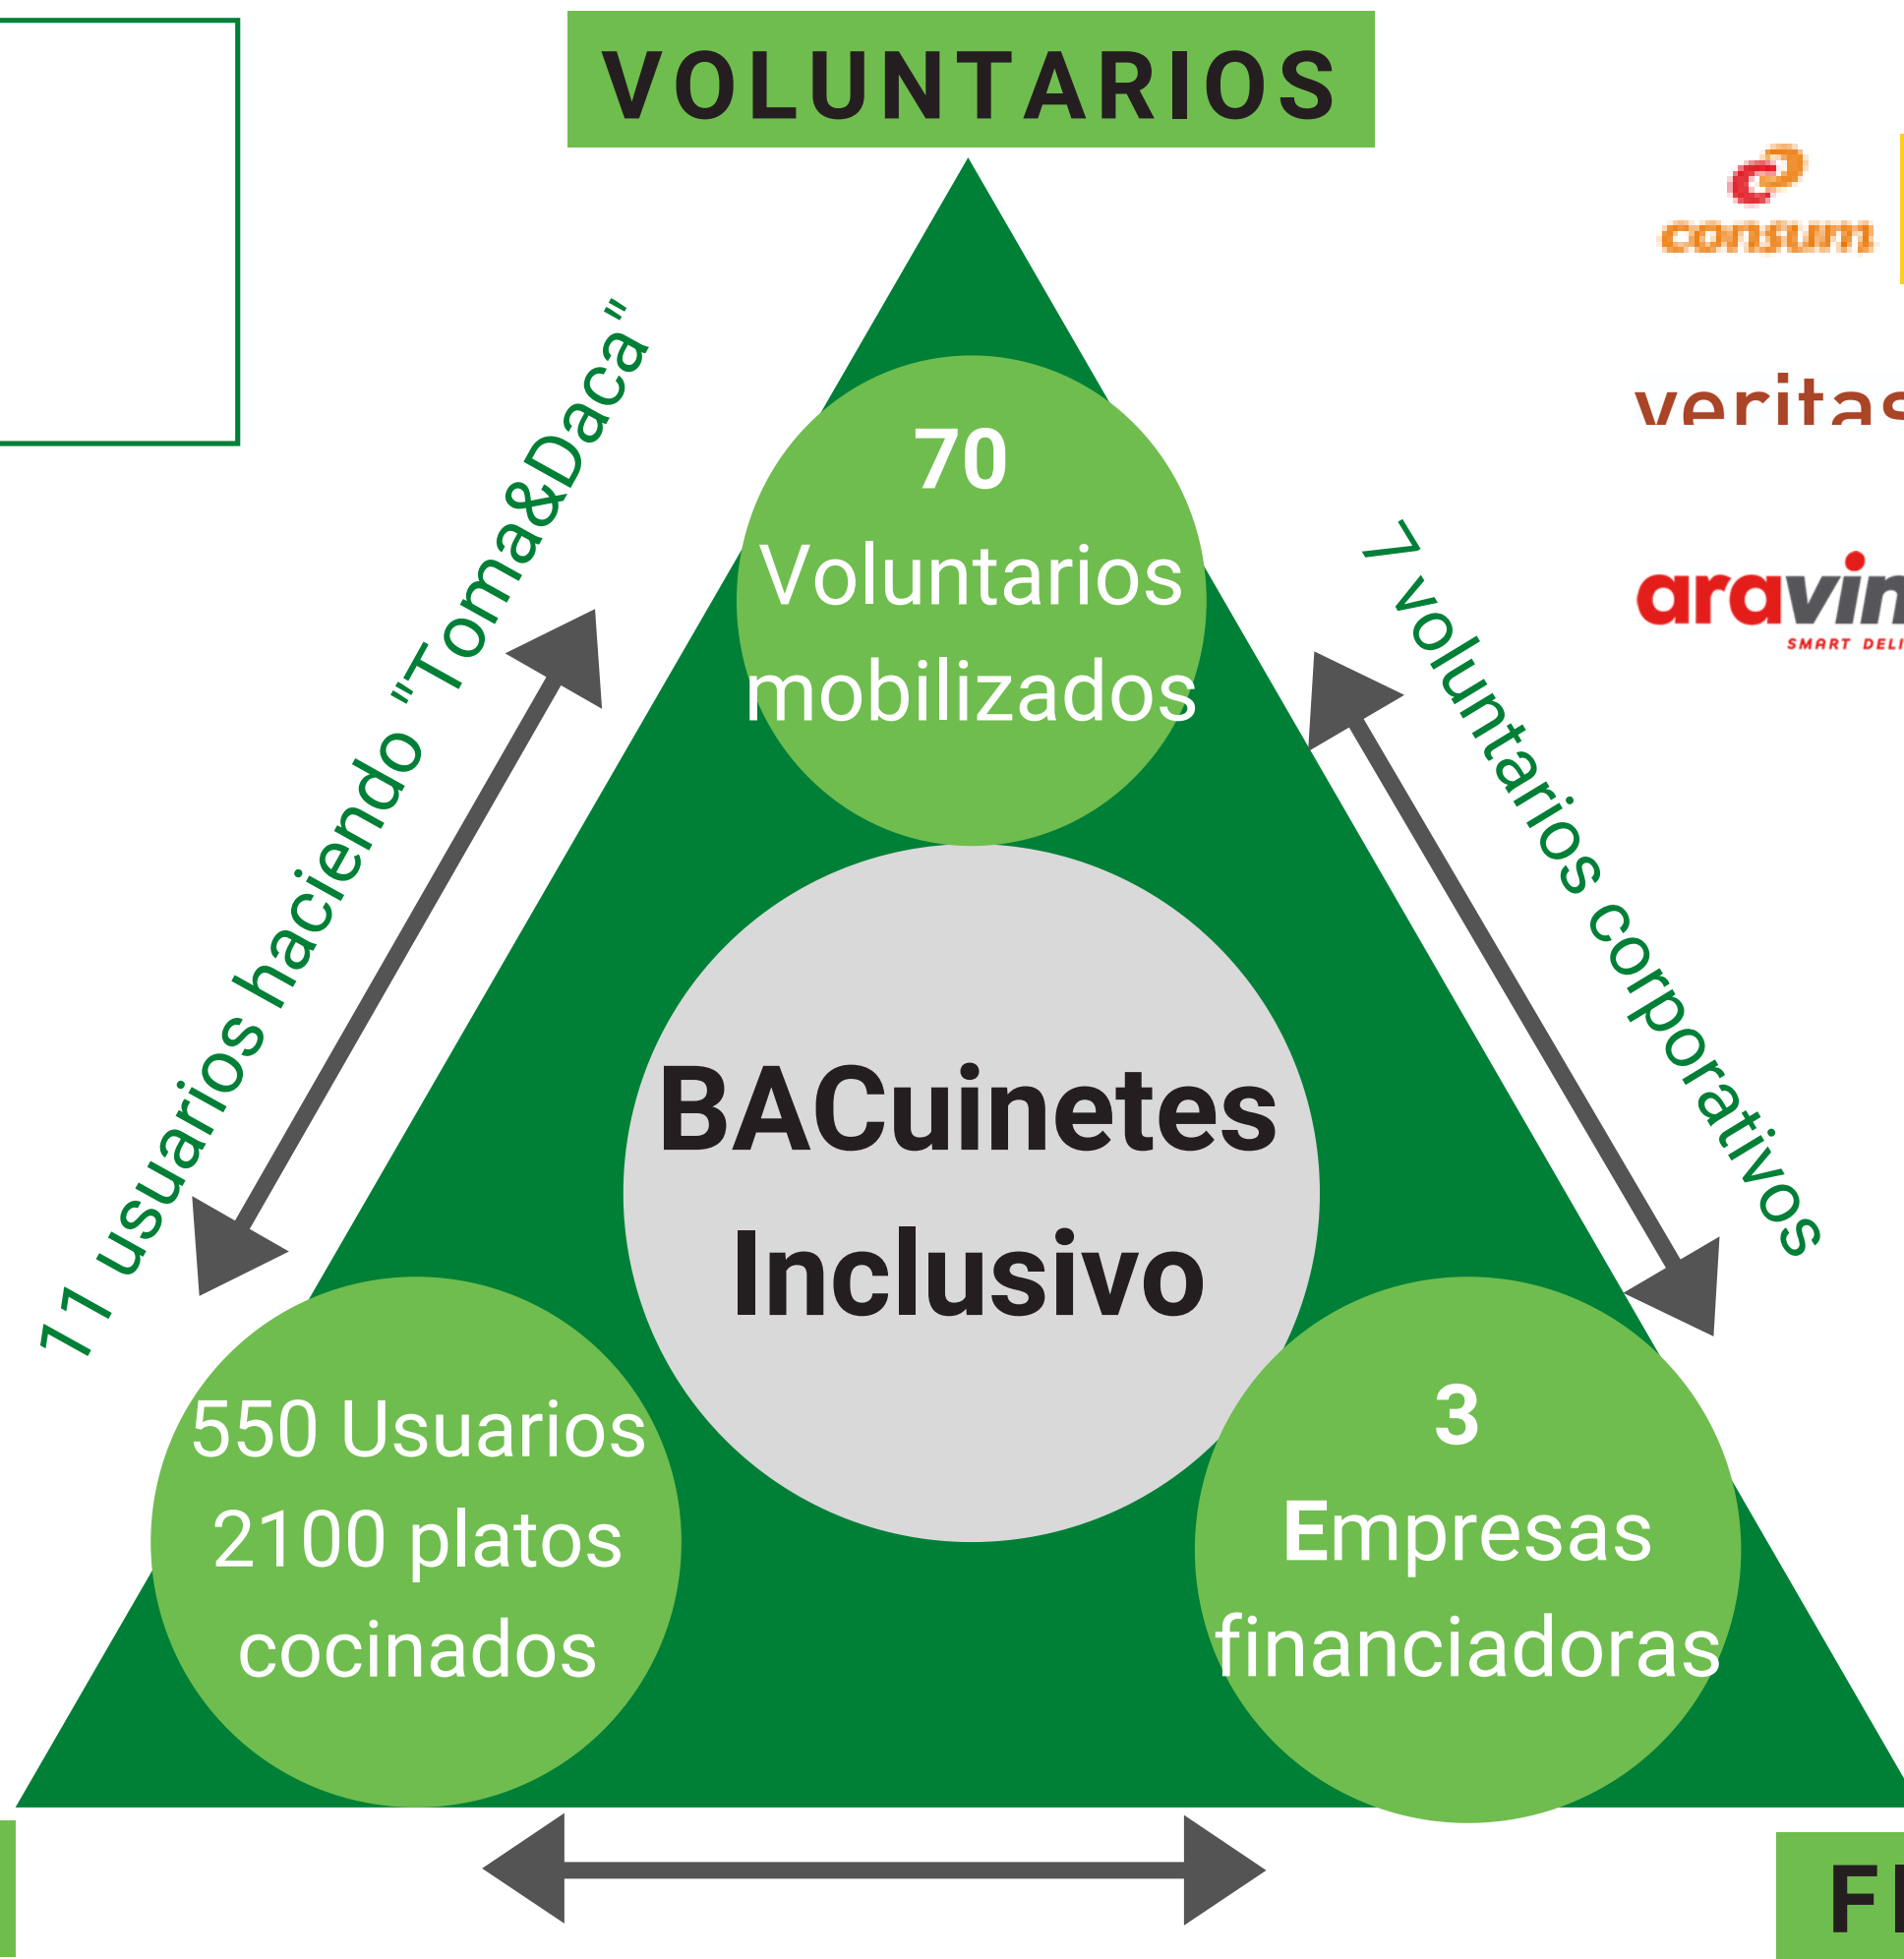 VOLUNTARIOS
consum
veritas
aravin
SMART DELI
11 usuarios haciendo "Toma&Daca"
7 voluntarios corporativos
70
Voluntarios
mobilizados
BACuinetes
Inclusivo
550 Usuarios
2100 platos
cocinados
3
Empresas
financiadoras